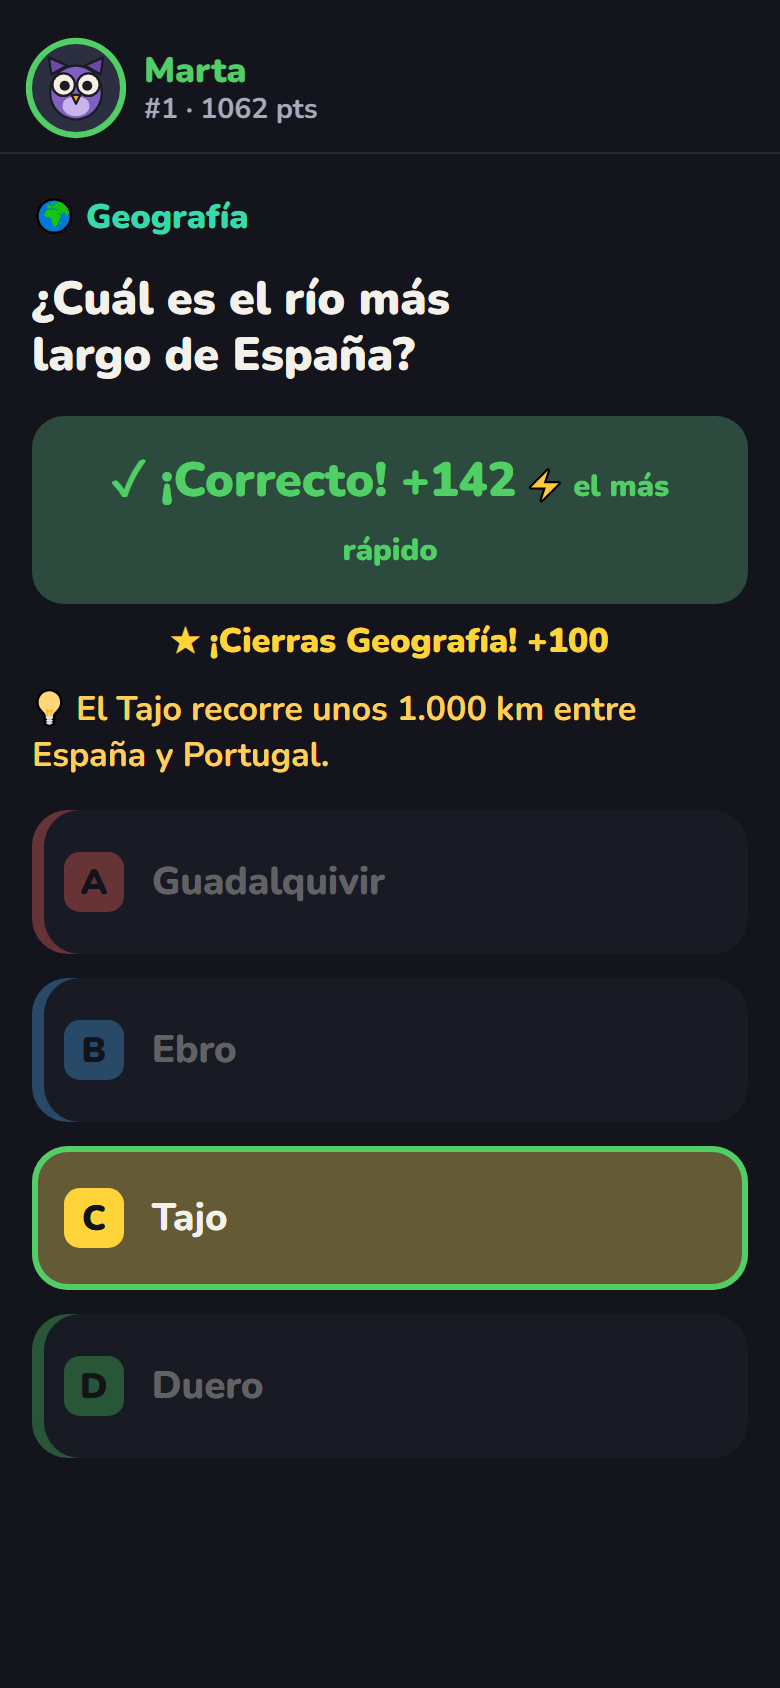 Marta
#1 · 1062 pts
Geografía
¿Cuál es el río más
largo de España?
✓ ¡Correcto! +142 ⚡ el más
rápido
★ ¡Cierras Geografía! +100
💡 El Tajo recorre unos 1.000 km entre
España y Portugal.
A Guadalquivir
B Ebro
C Tajo
D Duero